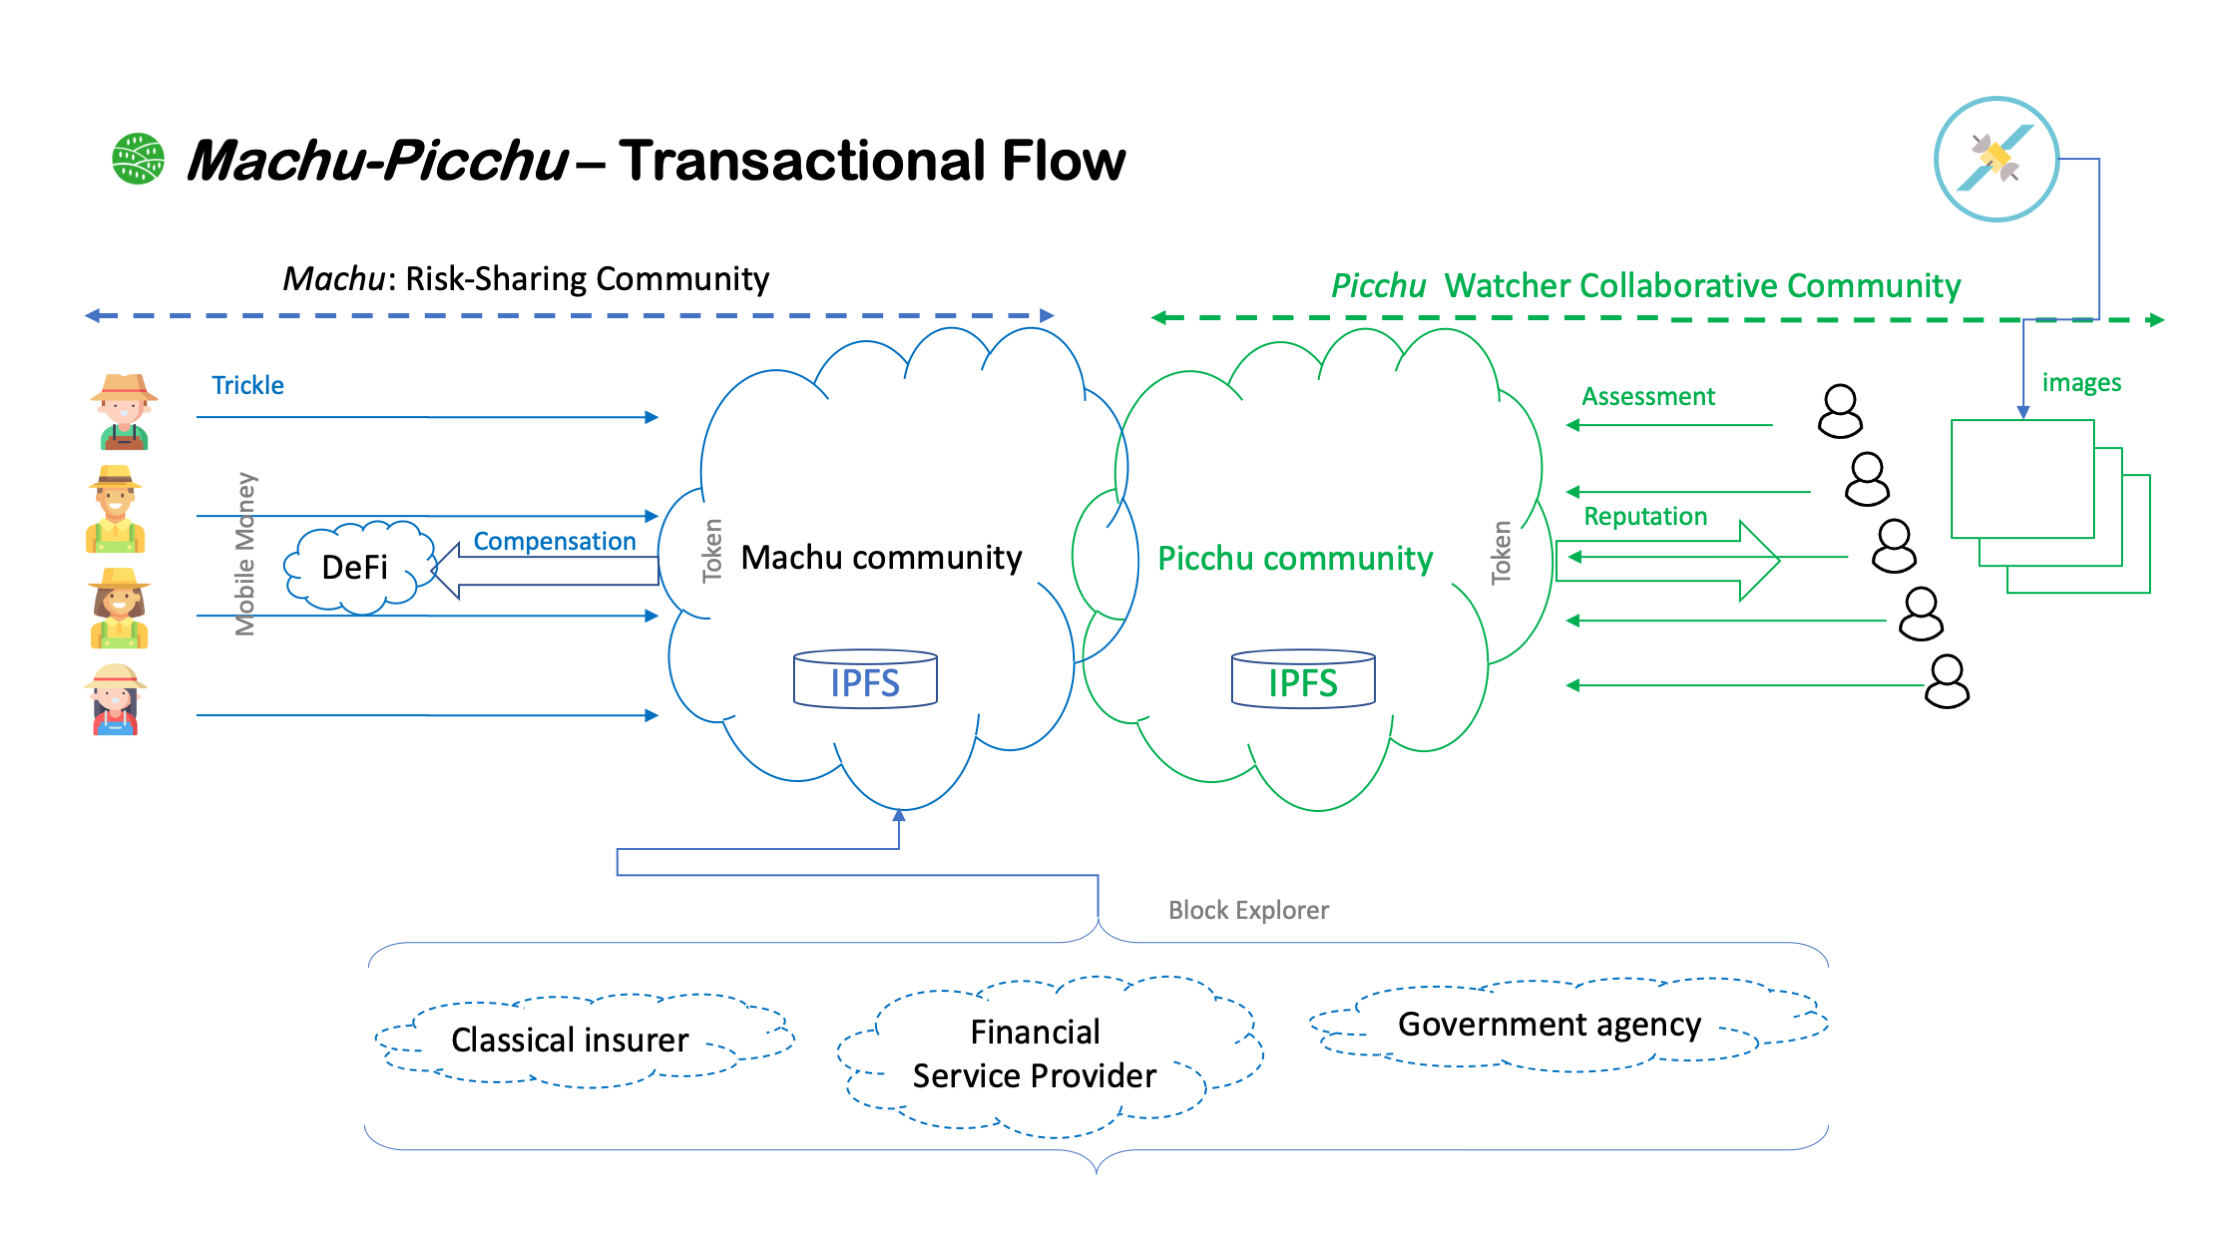 Machu-Picchu – Transactional Flow
Machu: Risk-Sharing Community
Picchu Watcher Collaborative Community
Trickle
Mobile Money
DeFi
Compensation
Token
Machu community
IPFS
Picchu community
IPFS
Token
Assessment
Reputation
images
Block Explorer
Classical insurer
Financial
Service Provider
Government agency